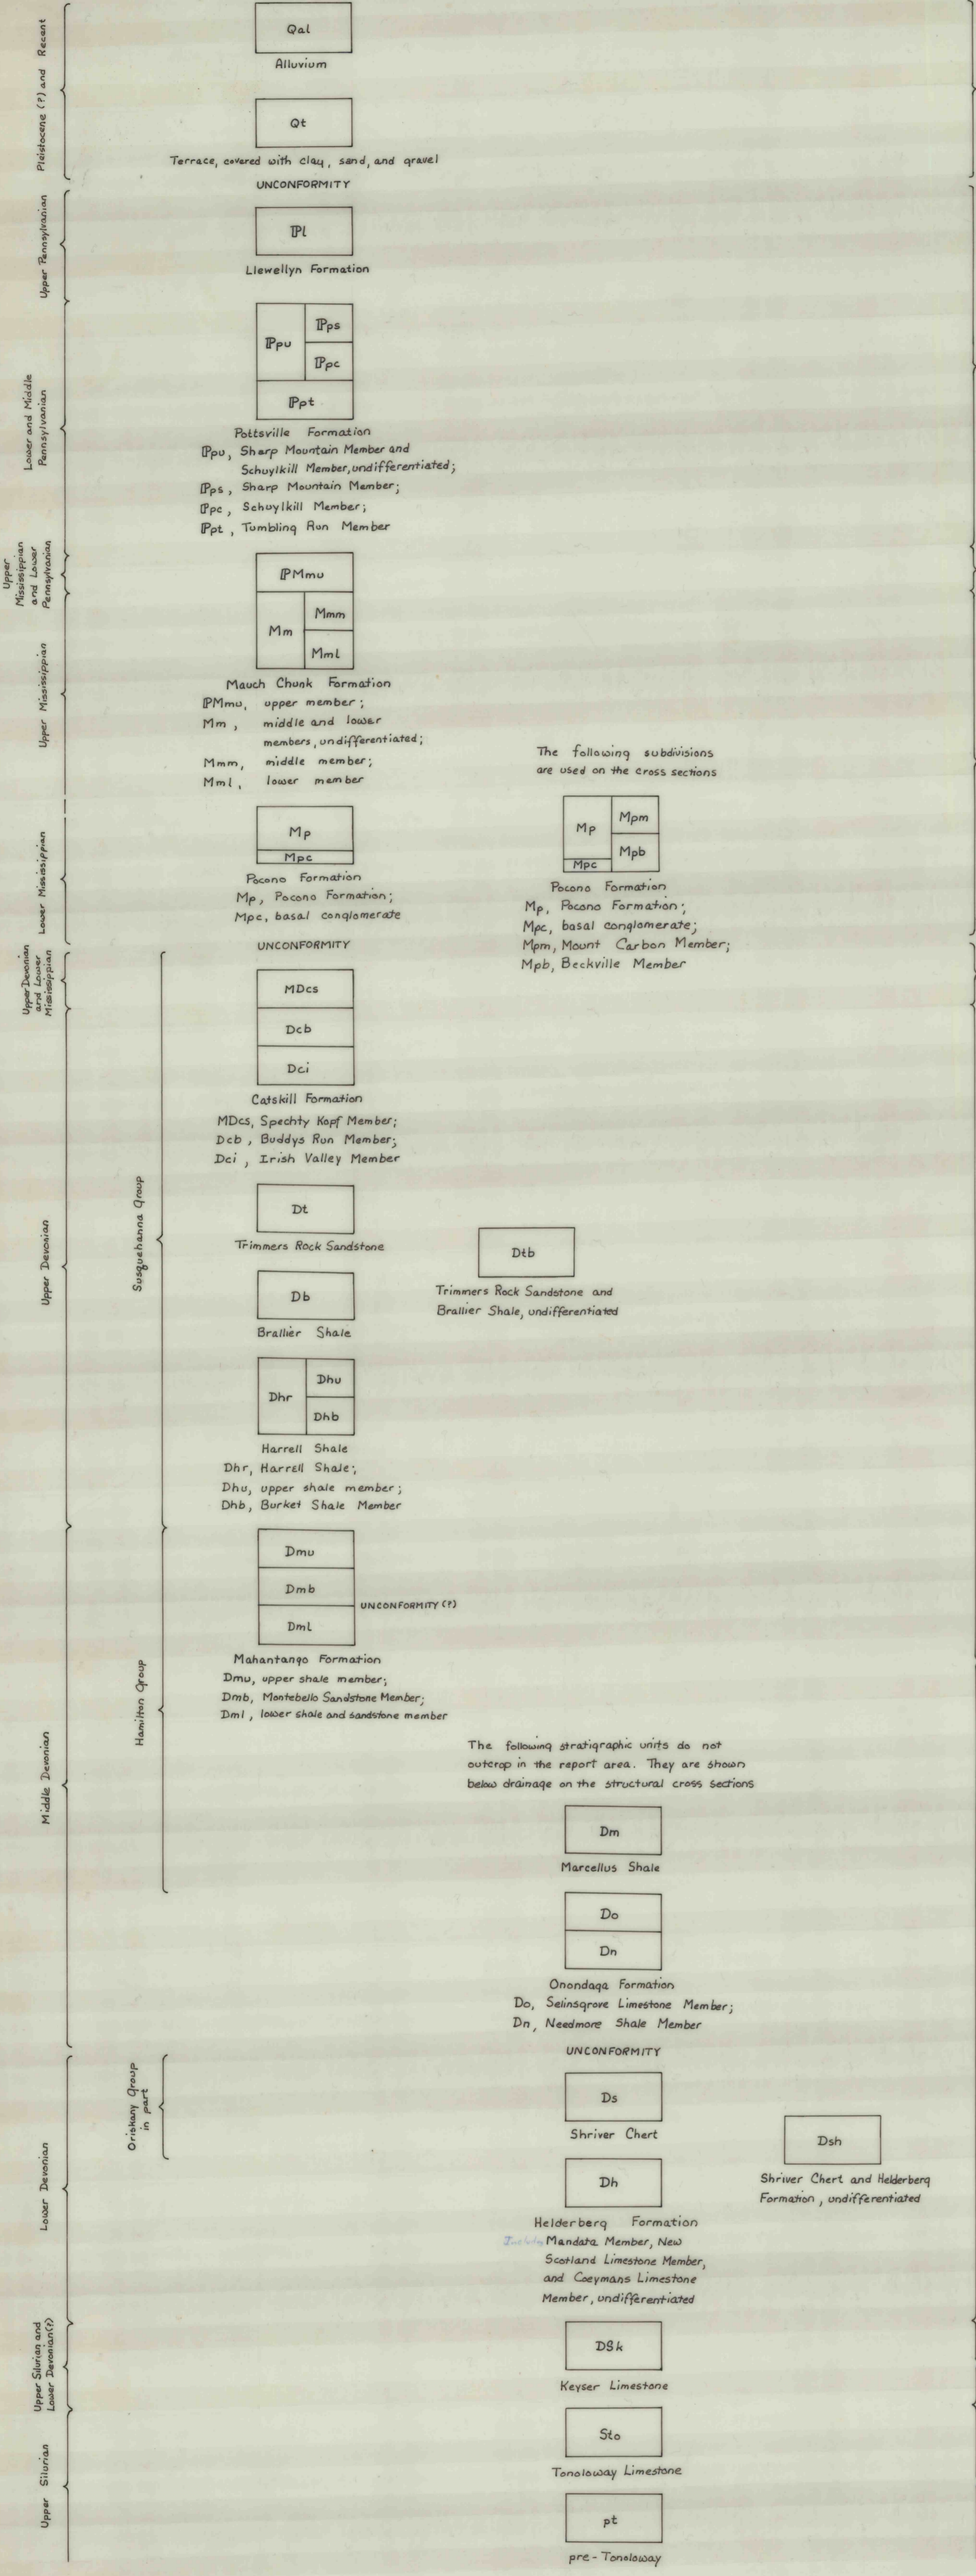 Pleistocene (?) and Recent
Qal
Alluvium
Qt
Terrace, covered with clay, sand, and gravel
UNCONFORMITY
Upper Pennsylvanian
ℙl
Llewellyn Formation
Lower and Middle
Pennsylvanian
ℙpu
ℙps
ℙpc
ℙpt
Pottsville Formation
ℙpu, Sharp Mountain Member and
Schuylkill Member, undifferentiated;
ℙps, Sharp Mountain Member;
ℙpc, Schuylkill Member;
ℙpt, Tumbling Run Member
Upper
Mississippian
and Lower
Pennsylvanian
ℙMmu
Upper Mississippian
Mm
Mmm
Mml
Mauch Chunk Formation
ℙMmu, upper member;
Mm, middle and lower
members, undifferentiated;
Mmm, middle member;
Mml, lower member
The following subdivisions
are used on the cross sections
Lower Mississippian
Mp
Mpc
Pocono Formation
Mp, Pocono Formation;
Mpc, basal conglomerate
Mp
Mpc
Mpm
Mpb
Pocono Formation
Mp, Pocono Formation;
Mpc, basal conglomerate;
Mpm, Mount Carbon Member;
Mpb, Beckville Member
UNCONFORMITY
Upper Devonian
and Lower
Mississippian
MDcs
Dcb
Dci
Catskill Formation
MDcs, Spechty Kopf Member;
Dcb, Buddys Run Member;
Dci, Irish Valley Member
Upper Devonian
Susquehanna Group
Dt
Trimmers Rock Sandstone
Dtb
Trimmers Rock Sandstone and
Brallier Shale, undifferentiated
Db
Brallier Shale
Dhr
Dhu
Dhb
Harrell Shale
Dhr, Harrell Shale;
Dhu, upper shale member;
Dhb, Burket Shale Member
Middle Devonian
Hamilton Group
Dmu
Dmb
UNCONFORMITY (?)
Dml
Mahantango Formation
Dmu, upper shale member;
Dmb, Montebello Sandstone Member;
Dml, lower shale and sandstone member
The following stratigraphic units do not
outcrop in the report area. They are shown
below drainage on the structural cross sections
Dm
Marcellus Shale
Do
Dn
Onondaga Formation
Do, Selinsgrove Limestone Member;
Dn, Needmore Shale Member
UNCONFORMITY
Lower Devonian
Oriskany Group
in part
Ds
Shriver Chert
Dsh
Shriver Chert and Helderberg
Formation, undifferentiated
Dh
Helderberg Formation
Includes Mandata Member, New
Scotland Limestone Member,
and Coeymans Limestone
Member, undifferentiated
Upper Silurian and
Lower Devonian(?)
DSk
Keyser Limestone
Upper Silurian
Sto
Tonoloway Limestone
pt
pre-Tonoloway